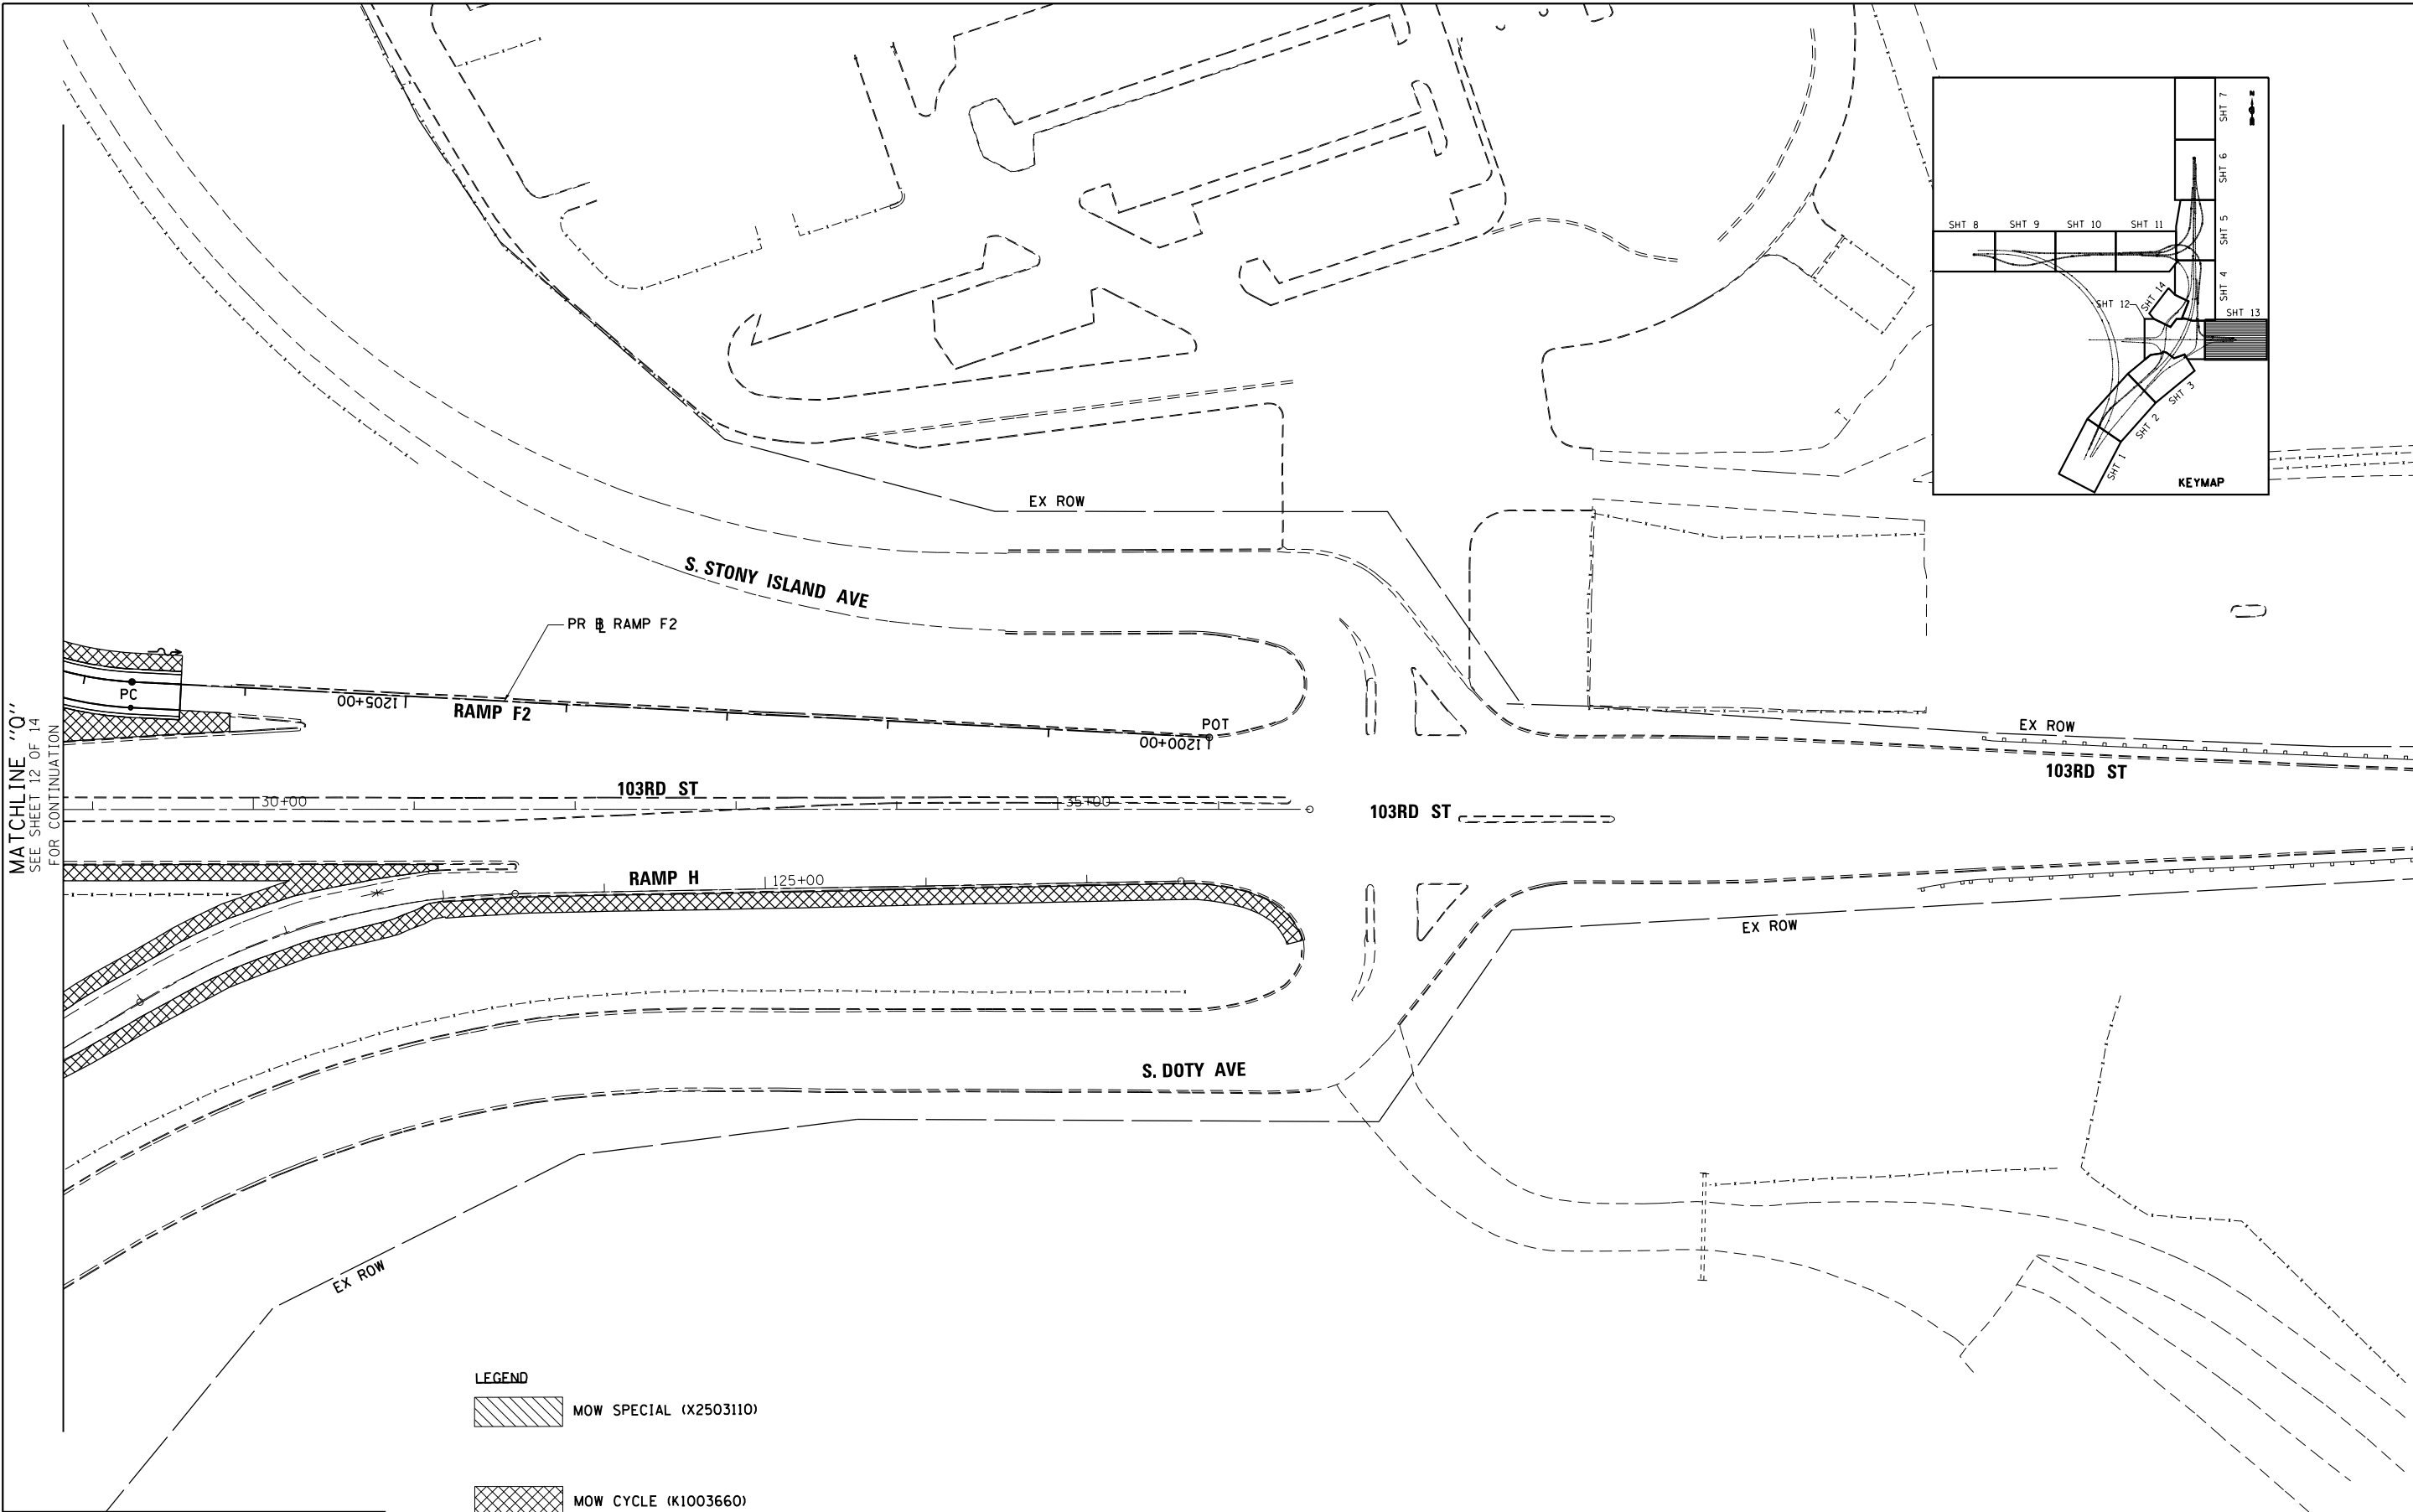 SHT 7
SHT 6
SHT 5
SHT 4
SHT 8
SHT 9
SHT 10
SHT 11
SHT 12
SHT 14
SHT 13
SHT 3
SHT 2
SHT 1
KEYMAP
EX ROW
S. STONY ISLAND AVE
PR BL RAMP F2
PC
1205+00
RAMP F2
POT
1200+00
EX ROW
103RD ST
MATCHLINE "Q"
SEE SHEET 12 OF 14
FOR CONTINUATION
103RD ST
30+00
35+00
103RD ST
RAMP H
125+00
EX ROW
S. DOTY AVE
EX ROW
LEGEND
MOW SPECIAL (X2503110)
MOW CYCLE (K1003660)